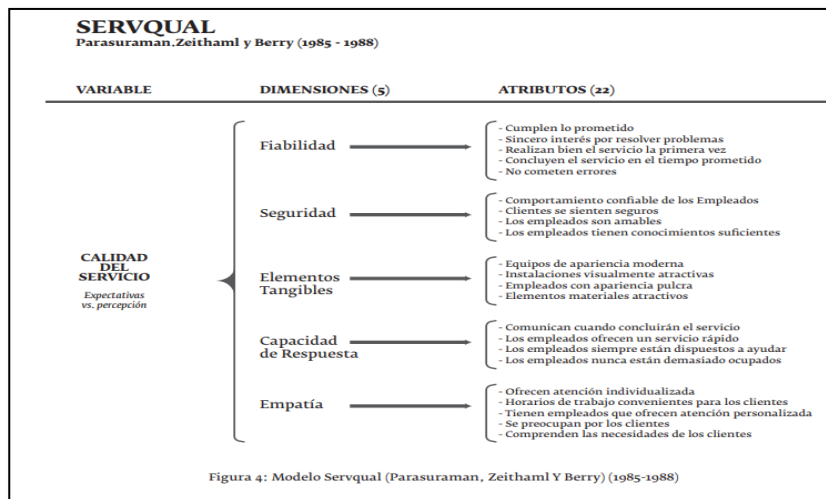 SERVQUAL
Parasuraman.Zeithaml y Berry (1985 - 1988)
VARIABLE
DIMENSIONES (5)
ATRIBUTOS (22)
CALIDAD
DEL
SERVICIO
Expectativas
vs. percepción
Fiabilidad
- Cumplen lo prometido
- Sincero interés por resolver problemas
- Realizan bien el servicio la primera vez
- Concluyen el servicio en el tiempo prometido
- No cometen errores
Seguridad
- Comportamiento confiable de los Empleados
- Clientes se sienten seguros
- Los empleados son amables
- Los empleados tienen conocimientos suficientes
Elementos
Tangibles
- Equipos de apariencia moderna
- Instalaciones visualmente atractivas
- Empleados con apariencia pulcra
- Elementos materiales atractivos
Capacidad
de Respuesta
- Comunican cuando concluirán el servicio
- Los empleados ofrecen un servicio rápido
- Los empleados siempre están dispuestos a ayudar
- Los empleados nunca están demasiado ocupados
Empatía
- Ofrecen atención individualizada
- Horarios de trabajo convenientes para los clientes
- Tienen empleados que ofrecen atención personalizada
- Se preocupan por los clientes
- Comprenden las necesidades de los clientes
Figura 4: Modelo Servqual (Parasuraman, Zeithaml Y Berry) (1985-1988)